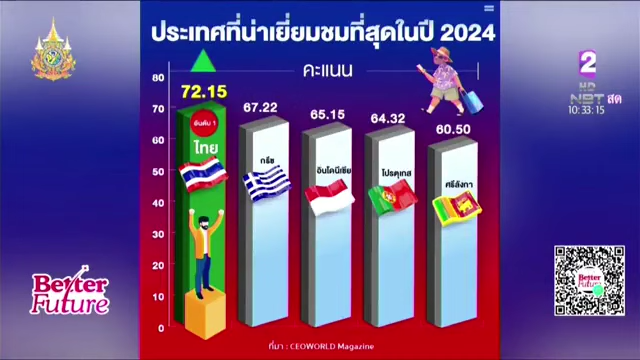 ประเทศที่น่าเยี่ยมชมที่สุดในปี 2024
คะแนน
2
HD
NBT สด
10:33:15
80
70
60
50
40
30
20
10
0
72.15
67.22
65.15
64.32
60.50
อันดับ 1
ไทย
กรีซ
อินโดนีเซีย
โปรตุเกส
ศรีลังกา
Better
Future
Better
Future
ที่มา : CEOWORLD Magazine